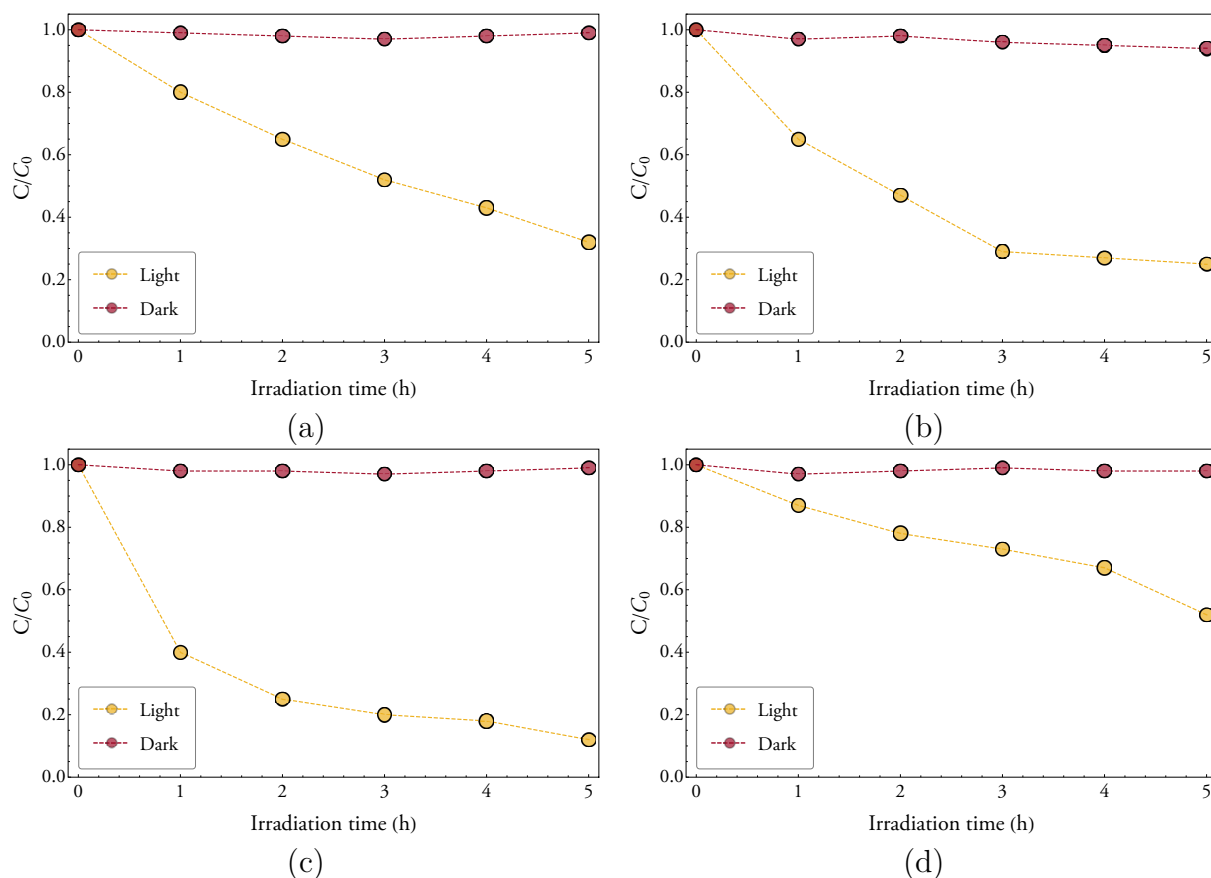 1.0
0.8
0.6
0.4
0.2
0.0
C/C₀
Light
Dark
0 1 2 3 4 5
Irradiation time (h)
(a)
1.0
0.8
0.6
0.4
0.2
0.0
C/C₀
Light
Dark
0 1 2 3 4 5
Irradiation time (h)
(b)
1.0
0.8
0.6
0.4
0.2
0.0
C/C₀
Light
Dark
0 1 2 3 4 5
Irradiation time (h)
(c)
1.0
0.8
0.6
0.4
0.2
0.0
C/C₀
Light
Dark
0 1 2 3 4 5
Irradiation time (h)
(d)